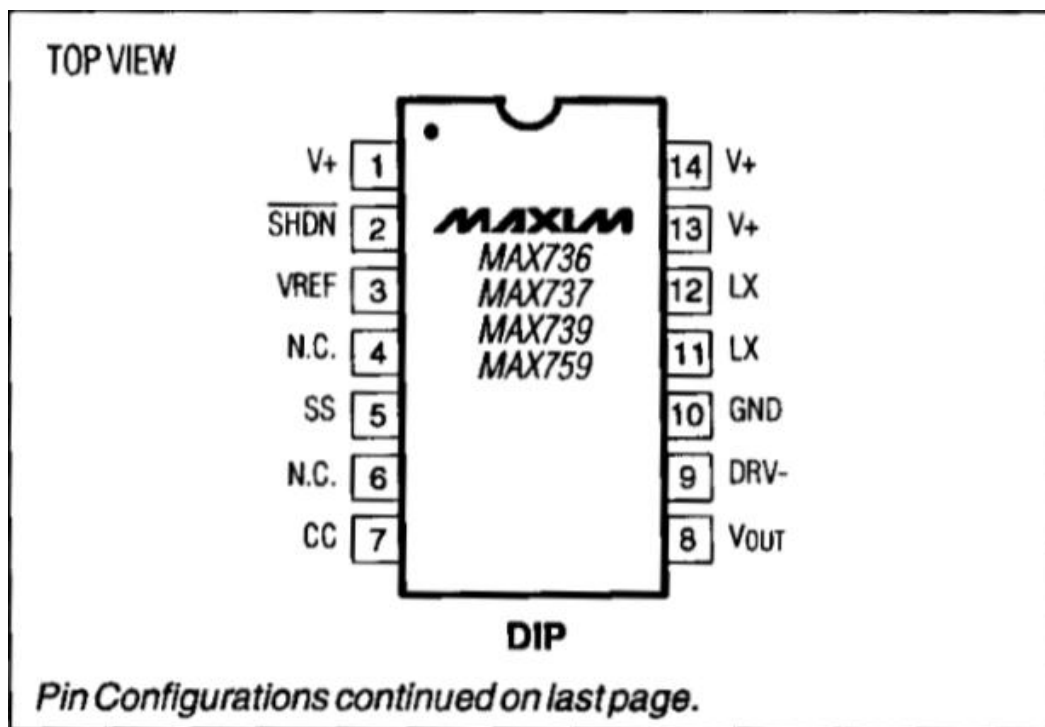 TOP VIEW
V+ 1
SHDN 2
VREF 3
N.C. 4
SS 5
N.C. 6
CC 7
MAXIM
MAX736
MAX737
MAX739
MAX759
14 V+
13 V+
12 LX
11 LX
10 GND
9 DRV-
8 VOUT
DIP
Pin Configurations continued on last page.